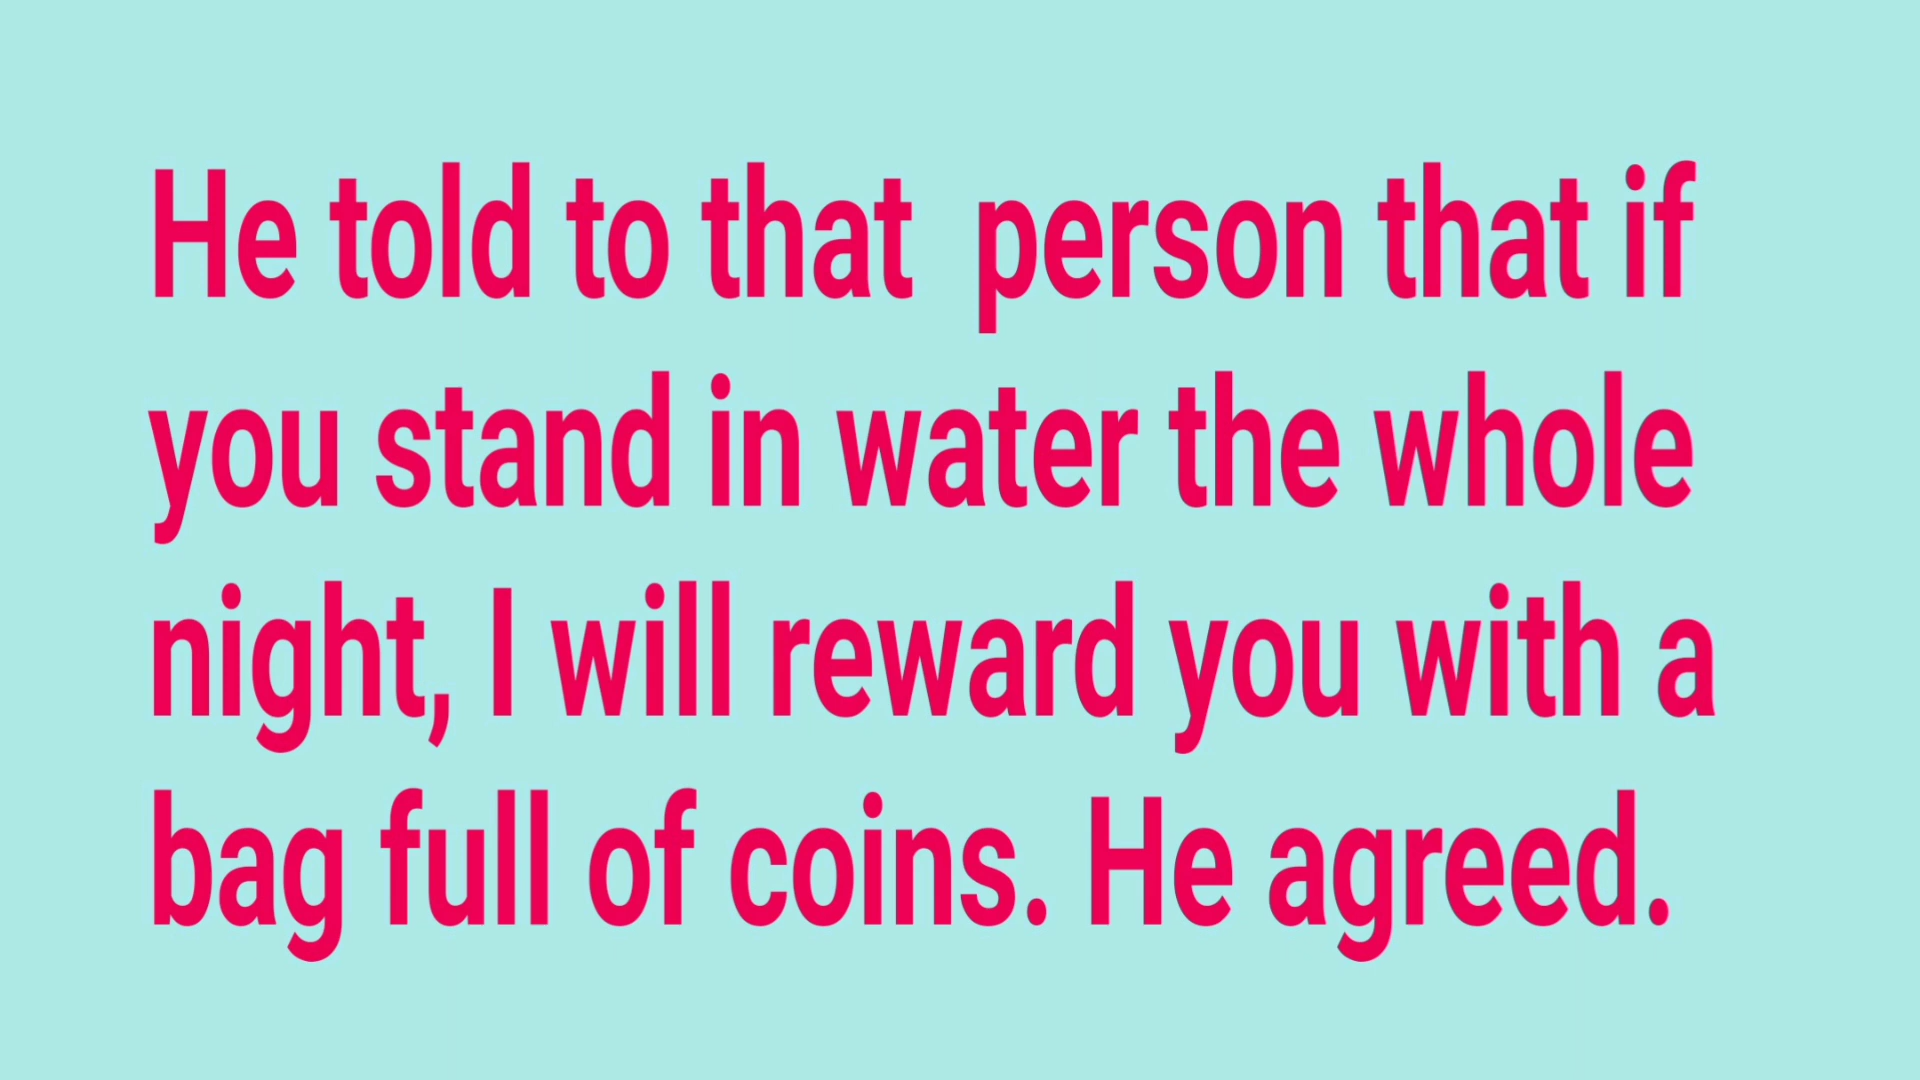 He told to that  person that if
you stand in water the whole
night, I will reward you with a
bag full of coins. He agreed.